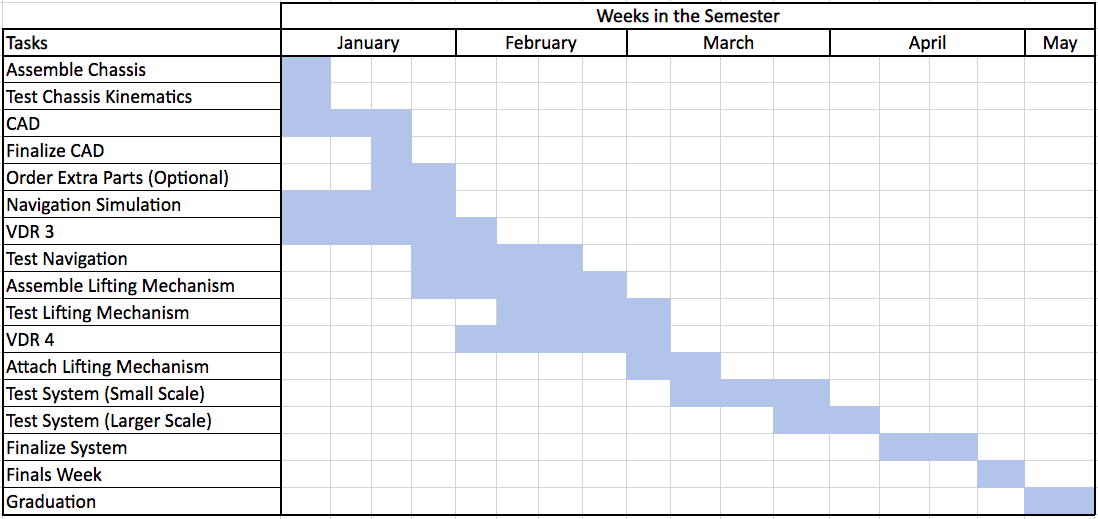 Weeks in the Semester
Tasks January February March April May
Assemble Chassis
Test Chassis Kinematics
CAD
Finalize CAD
Order Extra Parts (Optional)
Navigation Simulation
VDR 3
Test Navigation
Assemble Lifting Mechanism
Test Lifting Mechanism
VDR 4
Attach Lifting Mechanism
Test System (Small Scale)
Test System (Larger Scale)
Finalize System
Finals Week
Graduation